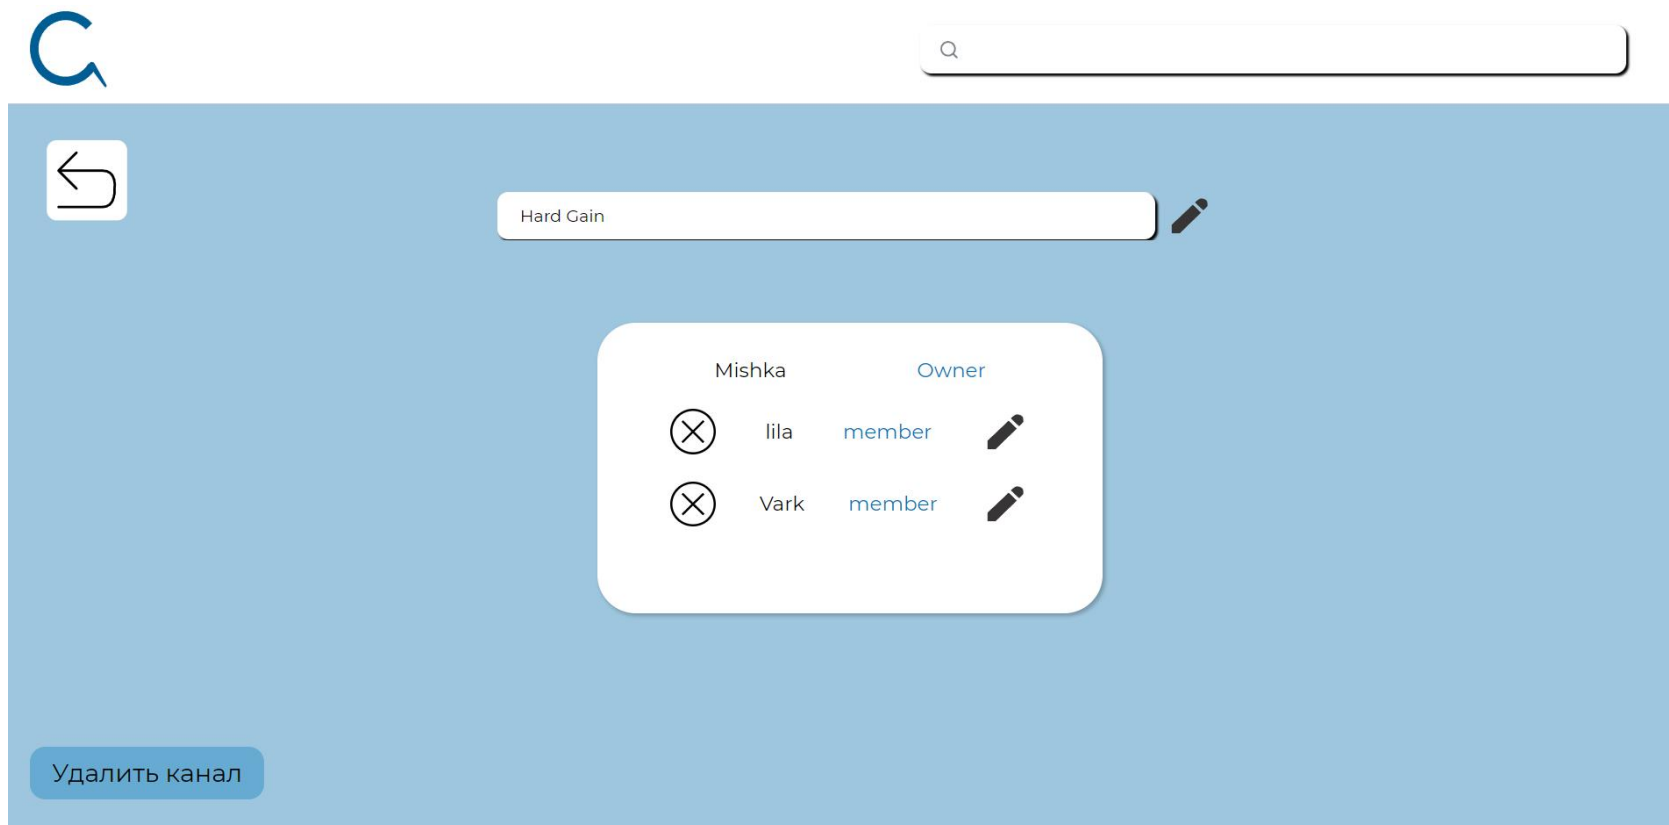 Hard Gain
Mishka Owner
lila member
Vark member
Удалить канал